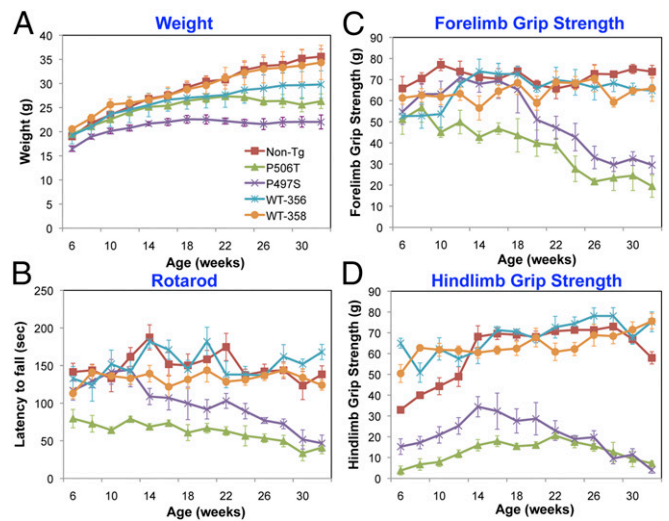 A
Weight
Weight (g)
40
35
30
25
20
15
10
5
0
Non-Tg
P506T
P497S
WT-356
WT-358
6 10 14 18 22 26 30
Age (weeks)
C
Forelimb Grip Strength
Forelimb Grip Strength (g)
90
80
70
60
50
40
30
20
10
0
6 10 14 18 22 26 30
Age (weeks)
B
Rotarod
Latency to fall (sec)
250
200
150
100
50
0
6 10 14 18 22 26 30
Age (weeks)
D
Hindlimb Grip Strength
Hindlimb Grip Strength (g)
90
80
70
60
50
40
30
20
10
0
6 10 14 18 22 26 30
Age (weeks)